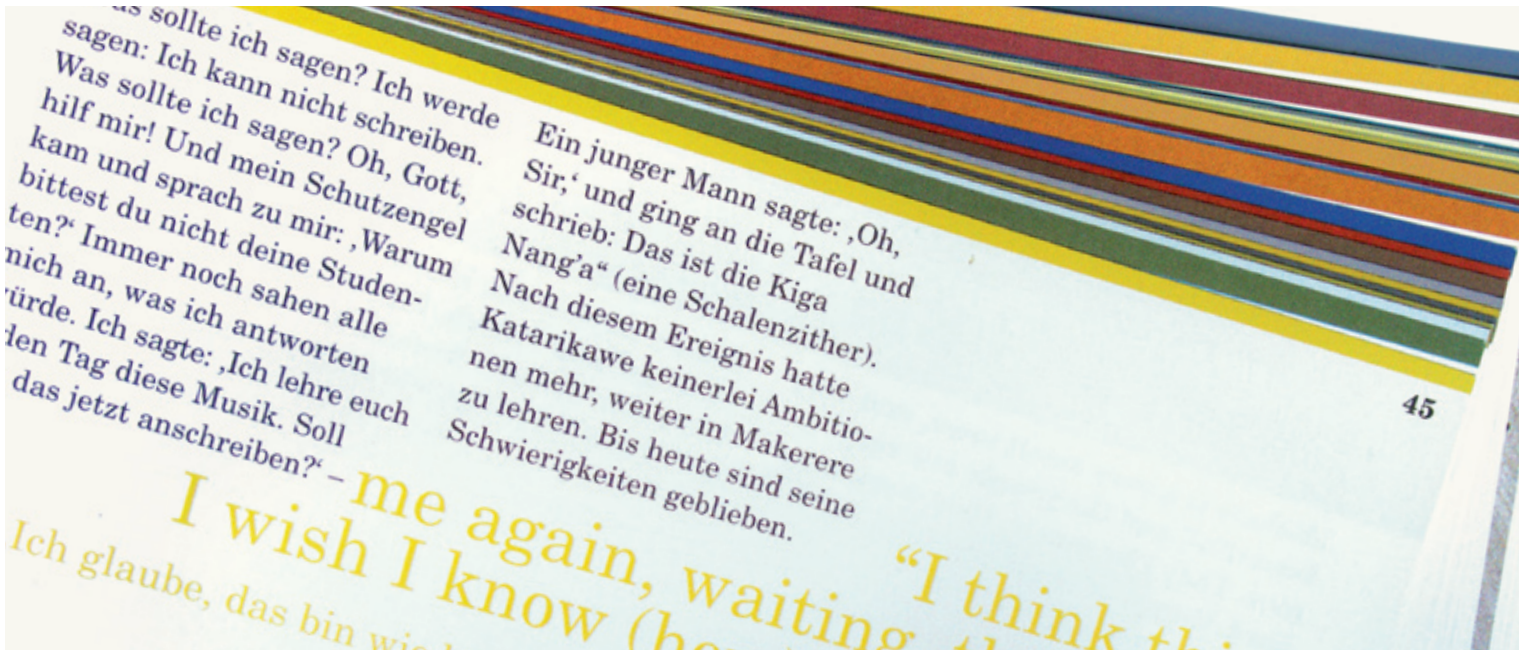 sollte ich sagen? Ich werde
sagen: Ich kann nicht schreiben.
Was sollte ich sagen? Oh, Gott,
hilf mir! Und mein Schutzengel
kam und sprach zu mir: ‚Warum
bittest du nicht deine Studen-
ten?‘ Immer noch sahen alle
mich an, was ich antworten
ürde. Ich sagte: ‚Ich lehre euch
den Tag diese Musik. Soll
das jetzt anschreiben?‘ –
Ein junger Mann sagte: ‚Oh,
Sir,‘ und ging an die Tafel und
schrieb: Das ist die Kiga
Nang'a“ (eine Schalenzither).
Nach diesem Ereignis hatte
Katarikawe keinerlei Ambitio-
nen mehr, weiter in Makerere
zu lehren. Bis heute sind seine
Schwierigkeiten geblieben.
45
“I think thi
me again, waiting, th
I wish I know (ho
Ich glaube, das bin